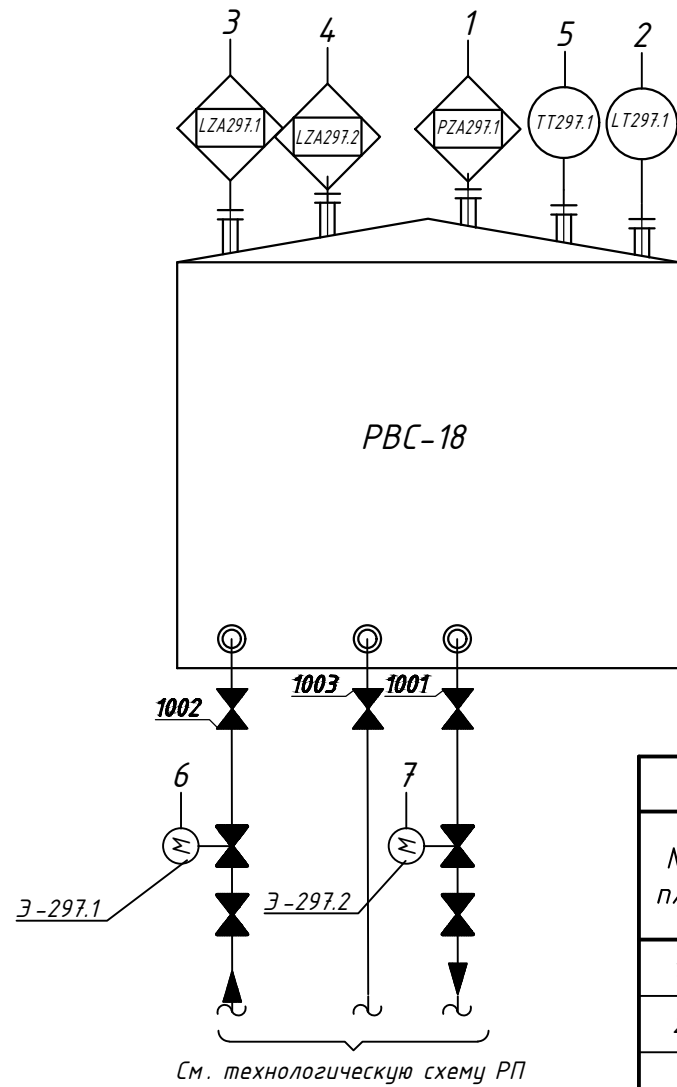 3 4 1 5 2
LZA297.1 LZA297.2 PZA297.1 TT297.1 LT297.1
РВС-18
1002 1003 1001
6 7
М М
Э-297.1 Э-297.2
См. технологическую схему РП